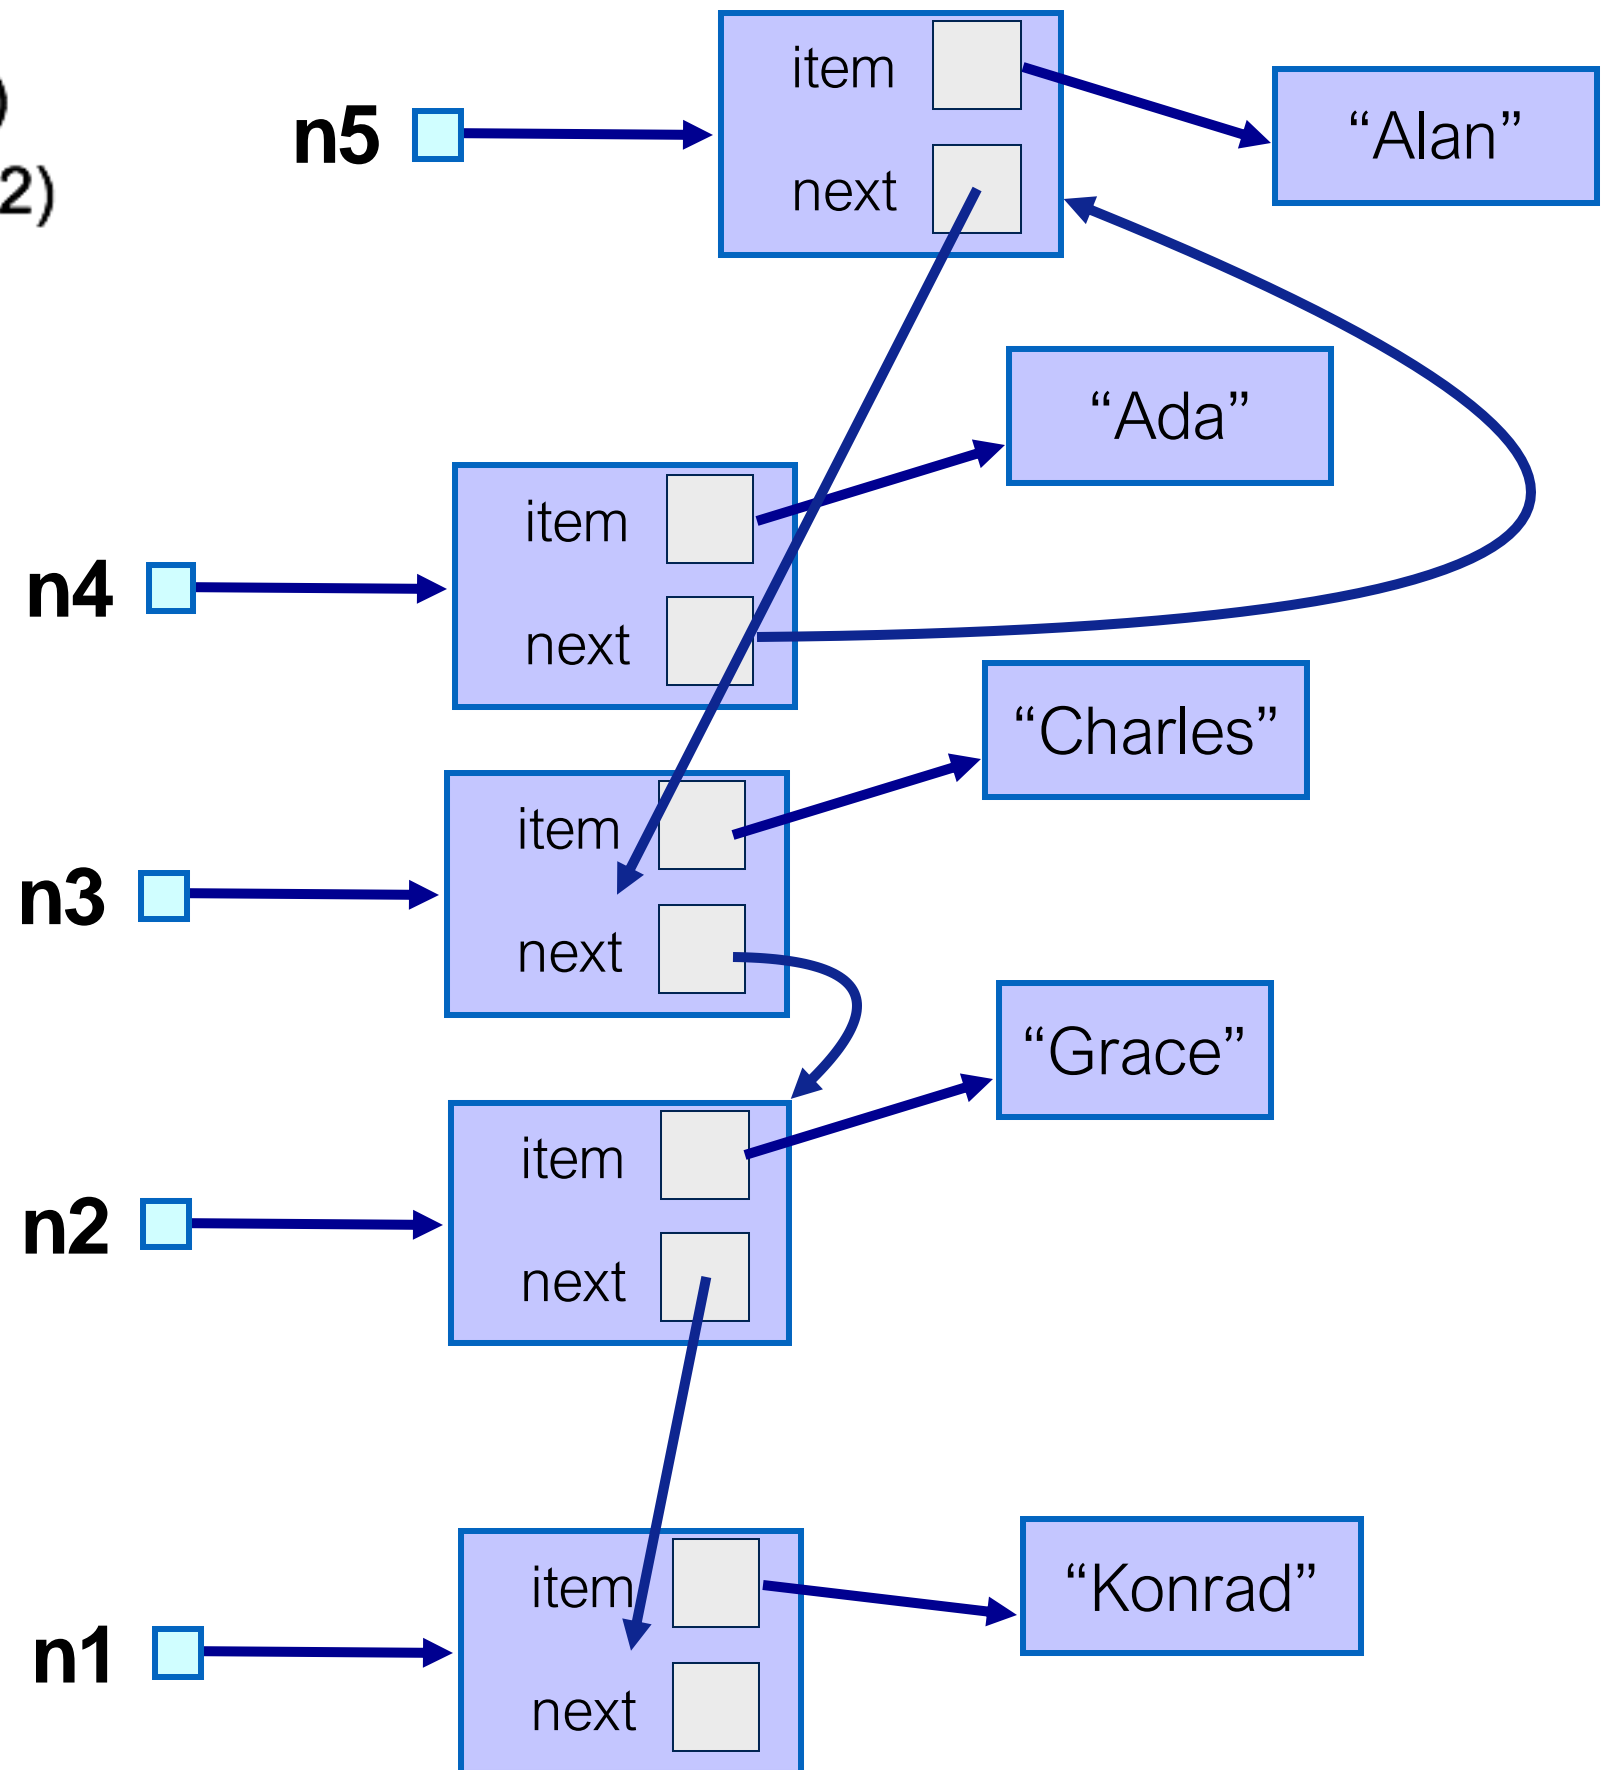 )
2)
n5
item
next
“Alan”
“Ada”
n4
item
next
“Charles”
n3
item
next
“Grace”
n2
item
next
“Konrad”
n1
item
next